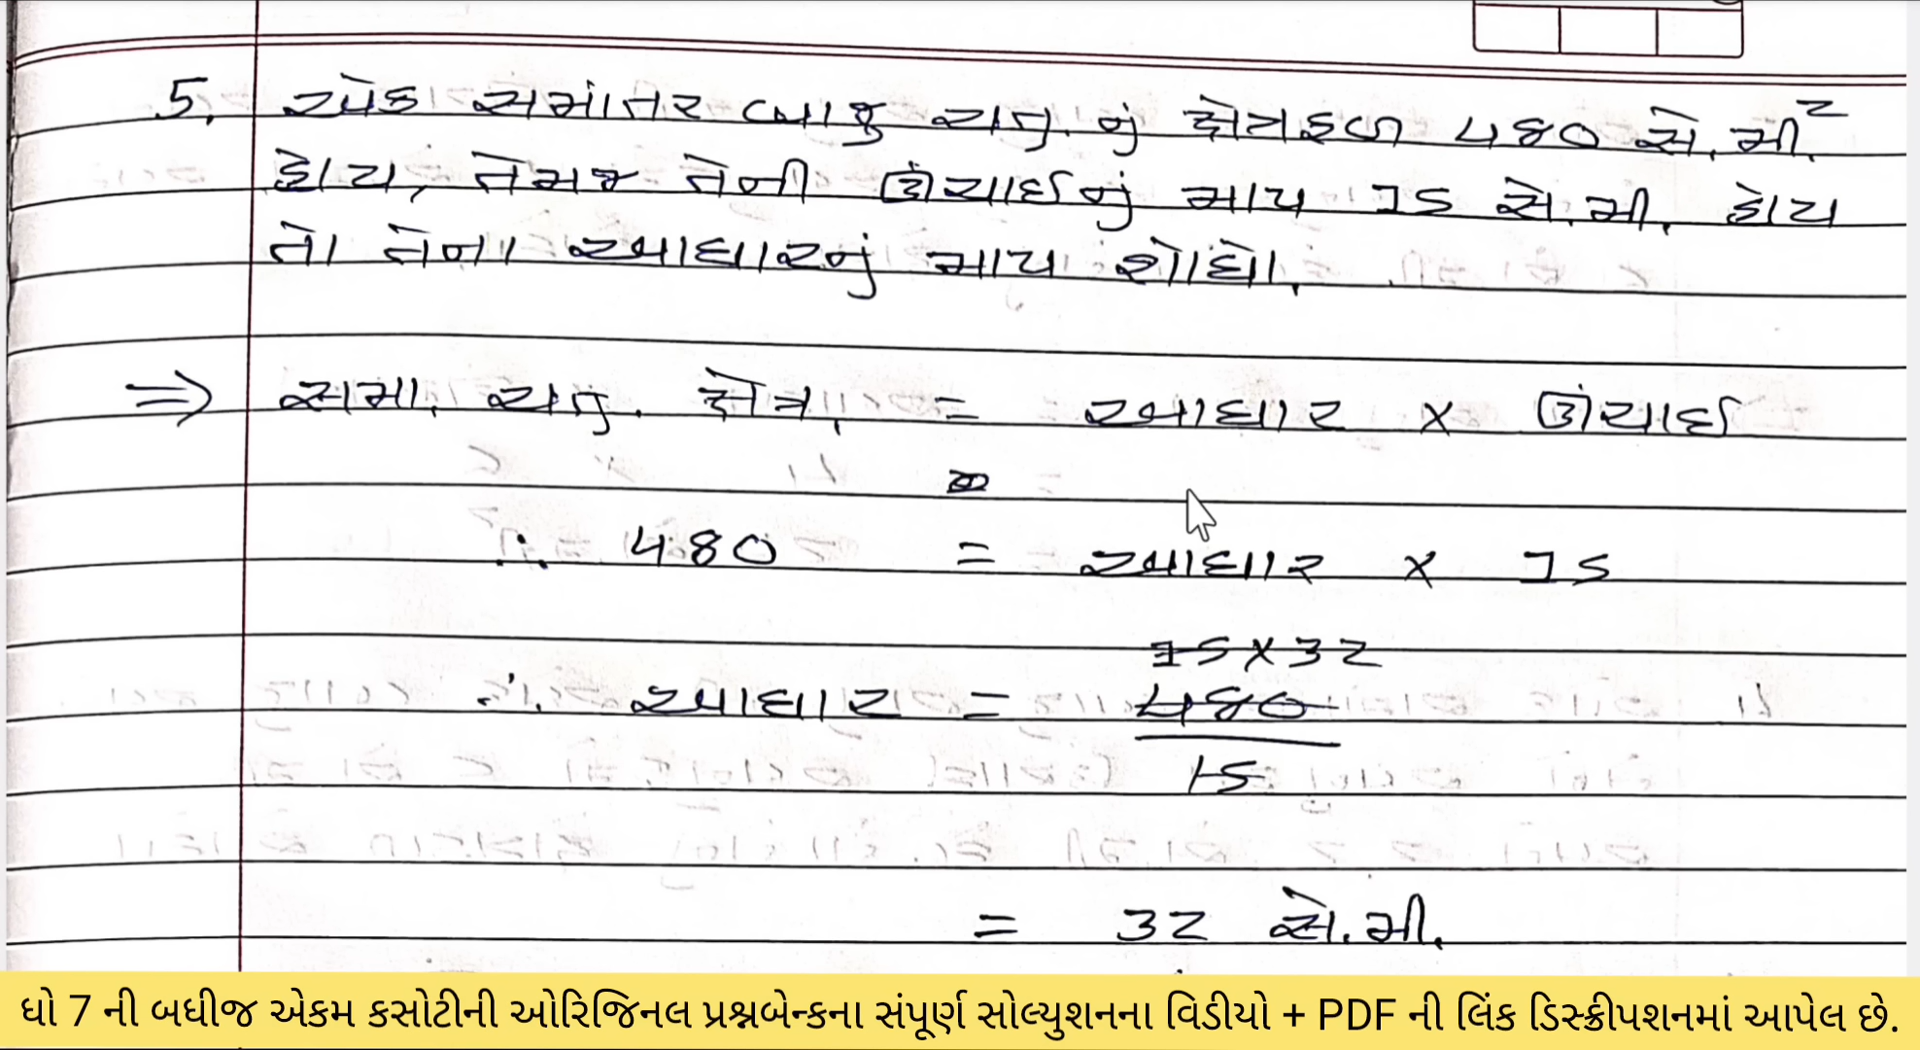 5. એક સમાંતર બાજુ ચતુ. નું ક્ષેત્રફળ 480 સે.મી.²
હોય, તેમજ તેની ઊંચાઈનું માપ 15 સે.મી. હોય
તો તેના આધારનું માપ શોધો.
⇒ સમા. ચતુ. ક્ષેત્ર. = આધાર × ઊંચાઈ
∴ 480 = આધાર × 15
15 × 32
∴ આધાર = 480
15
= 32 સે.મી.
ધો 7 ની બધીજ એકમ કસોટીની ઓરિજિનલ પ્રશ્નબેન્કના સંપૂર્ણ સોલ્યુશનના વિડીયો + PDF ની લિંક ડિસ્ક્રીપશનમાં આપેલ છે.